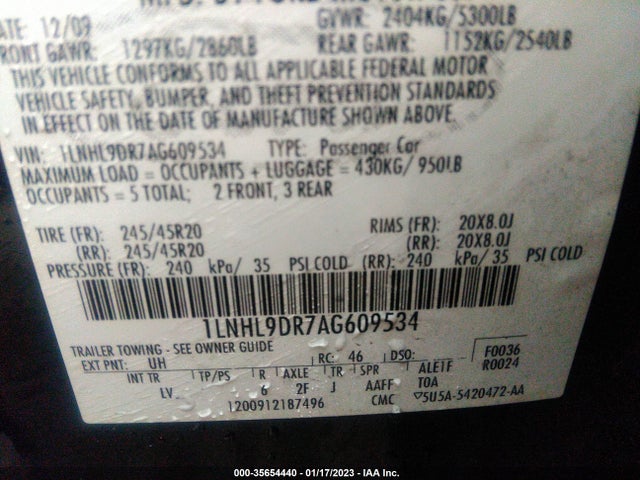 12/09 GVWR: 2404KG/5300LB
FRONT GAWR: 1297KG/2860LB REAR GAWR: 1152KG/2540LB
THIS VEHICLE CONFORMS TO ALL APPLICABLE FEDERAL MOTOR
VEHICLE SAFETY, BUMPER, AND THEFT PREVENTION STANDARDS
IN EFFECT ON THE DATE OF MANUFACTURE SHOWN ABOVE.
VIN: 1LNHL9DR7AG609534 TYPE: Passenger Car
MAXIMUM LOAD = OCCUPANTS + LUGGAGE = 430KG/ 950LB
OCCUPANTS = 5 TOTAL; 2 FRONT, 3 REAR
TIRE (FR): 245/45R20 RIMS (FR): 20X8.0J
(RR): 245/45R20 (RR): 20X8.0J
PRESSURE (FR): 240 kPa/ 35 PSI COLD (RR): 240 kPa/ 35 PSI COLD
1LNHL9DR7AG609534
TRAILER TOWING - SEE OWNER GUIDE
EXT PNT: UH RC: 46 DSO: F0036
INT TR TP/PS R AXLE TR SPR ALE1F R0024
LV 6 2F J AAFF TOA
1200912187496 CMC ▽5U5A-5420472-AA
000-35654440 - 01/17/2023 - IAA Inc.